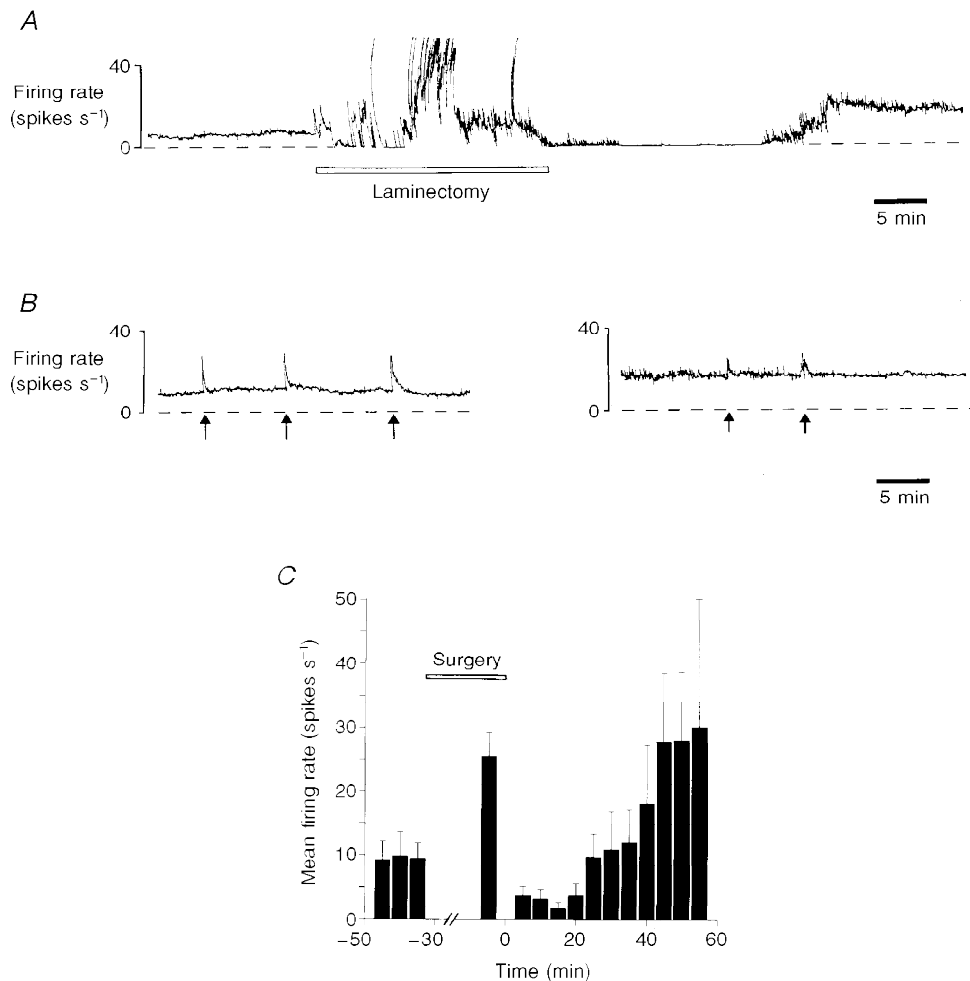 A
40
Firing rate
(spikes s⁻¹)
0
Laminectomy
5 min
B
40
40
Firing rate
(spikes s⁻¹)
0
0
5 min
C
50
Surgery
40
30
20
10
0
Mean firing rate (spikes s⁻¹)
−50 −30 0 20 40 60
Time (min)